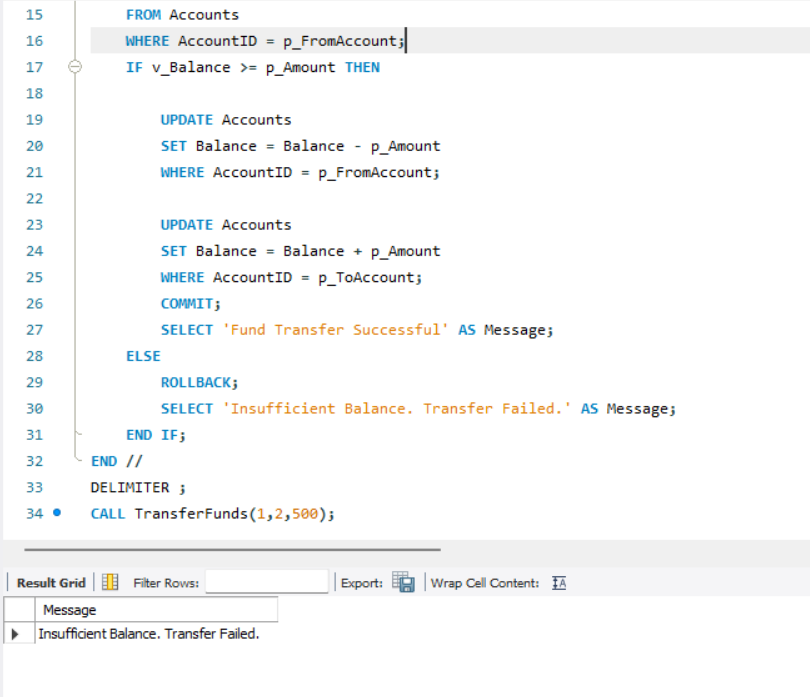 15 FROM Accounts
16 WHERE AccountID = p_FromAccount;
17 IF v_Balance >= p_Amount THEN
18
19 UPDATE Accounts
20 SET Balance = Balance - p_Amount
21 WHERE AccountID = p_FromAccount;
22
23 UPDATE Accounts
24 SET Balance = Balance + p_Amount
25 WHERE AccountID = p_ToAccount;
26 COMMIT;
27 SELECT 'Fund Transfer Successful' AS Message;
28 ELSE
29 ROLLBACK;
30 SELECT 'Insufficient Balance. Transfer Failed.' AS Message;
31 END IF;
32 END //
33 DELIMITER ;
34 CALL TransferFunds(1,2,500);
Result Grid Filter Rows: Export: Wrap Cell Content:
Message
Insufficient Balance. Transfer Failed.